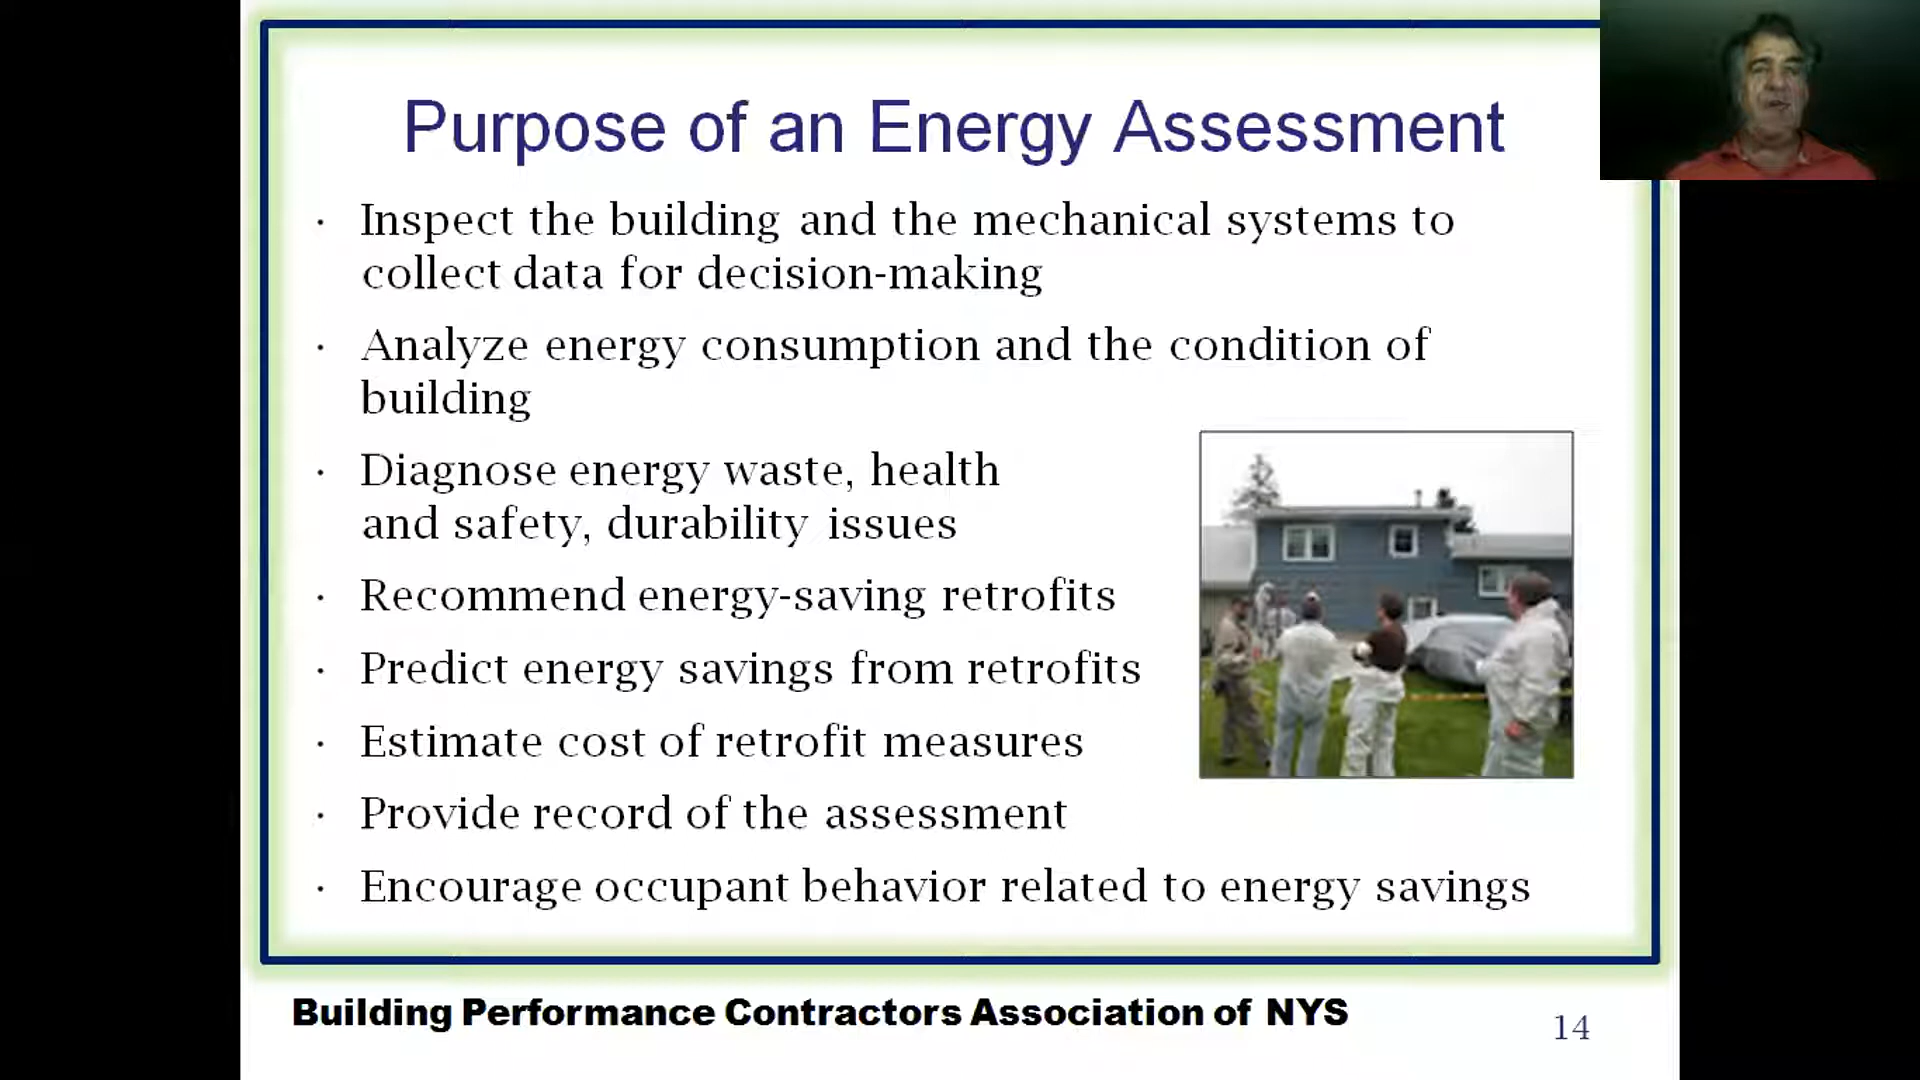 Purpose of an Energy Assessment
· Inspect the building and the mechanical systems to
collect data for decision-making
· Analyze energy consumption and the condition of
building
· Diagnose energy waste, health
and safety, durability issues
· Recommend energy-saving retrofits
· Predict energy savings from retrofits
· Estimate cost of retrofit measures
· Provide record of the assessment
· Encourage occupant behavior related to energy savings
Building Performance Contractors Association of NYS
14